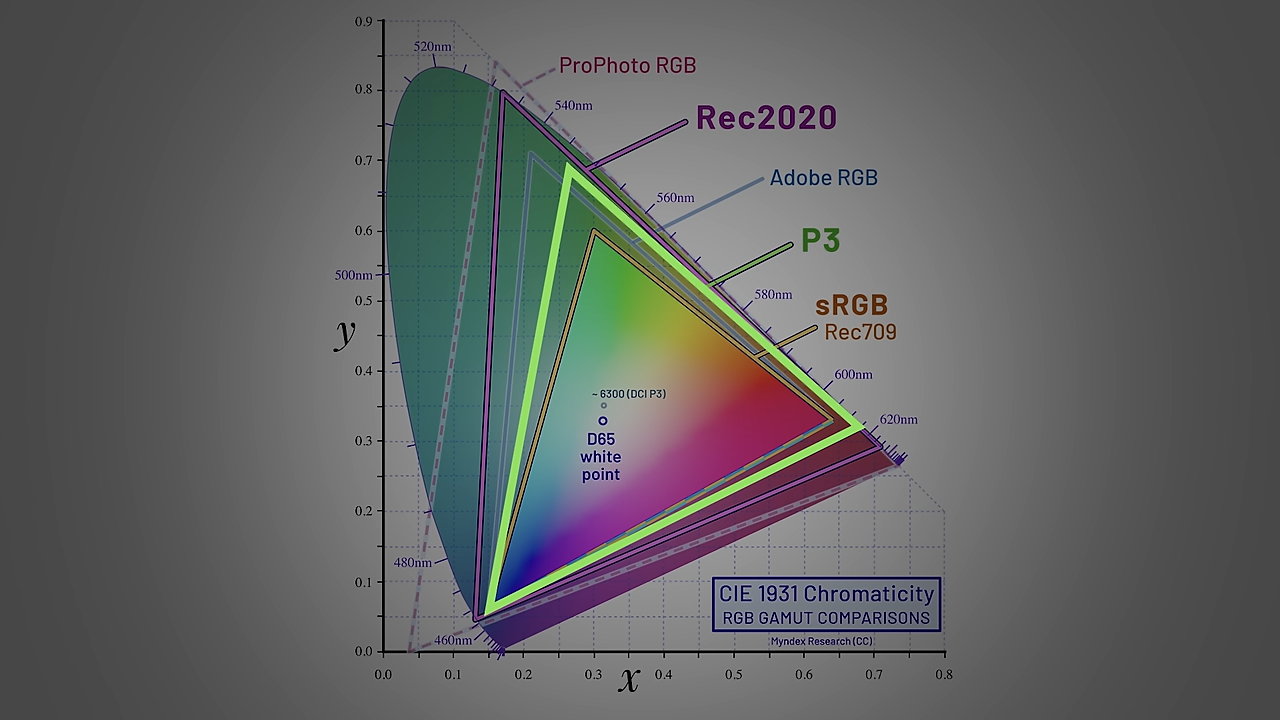 0.9
520nm
ProPhoto RGB
0.8
540nm
Rec2020
0.7
Adobe RGB
560nm
0.6
P3
500nm
580nm
0.5
sRGB
Rec709
y
0.4
600nm
~ 6300 (DCI P3)
620nm
0.3
D65
white
point
0.2
480nm
0.1
CIE 1931 Chromaticity
RGB GAMUT COMPARISONS
460nm
Myndex Research (CC)
0.0
0.0 0.1 0.2 0.3 0.4 0.5 0.6 0.7 0.8
x